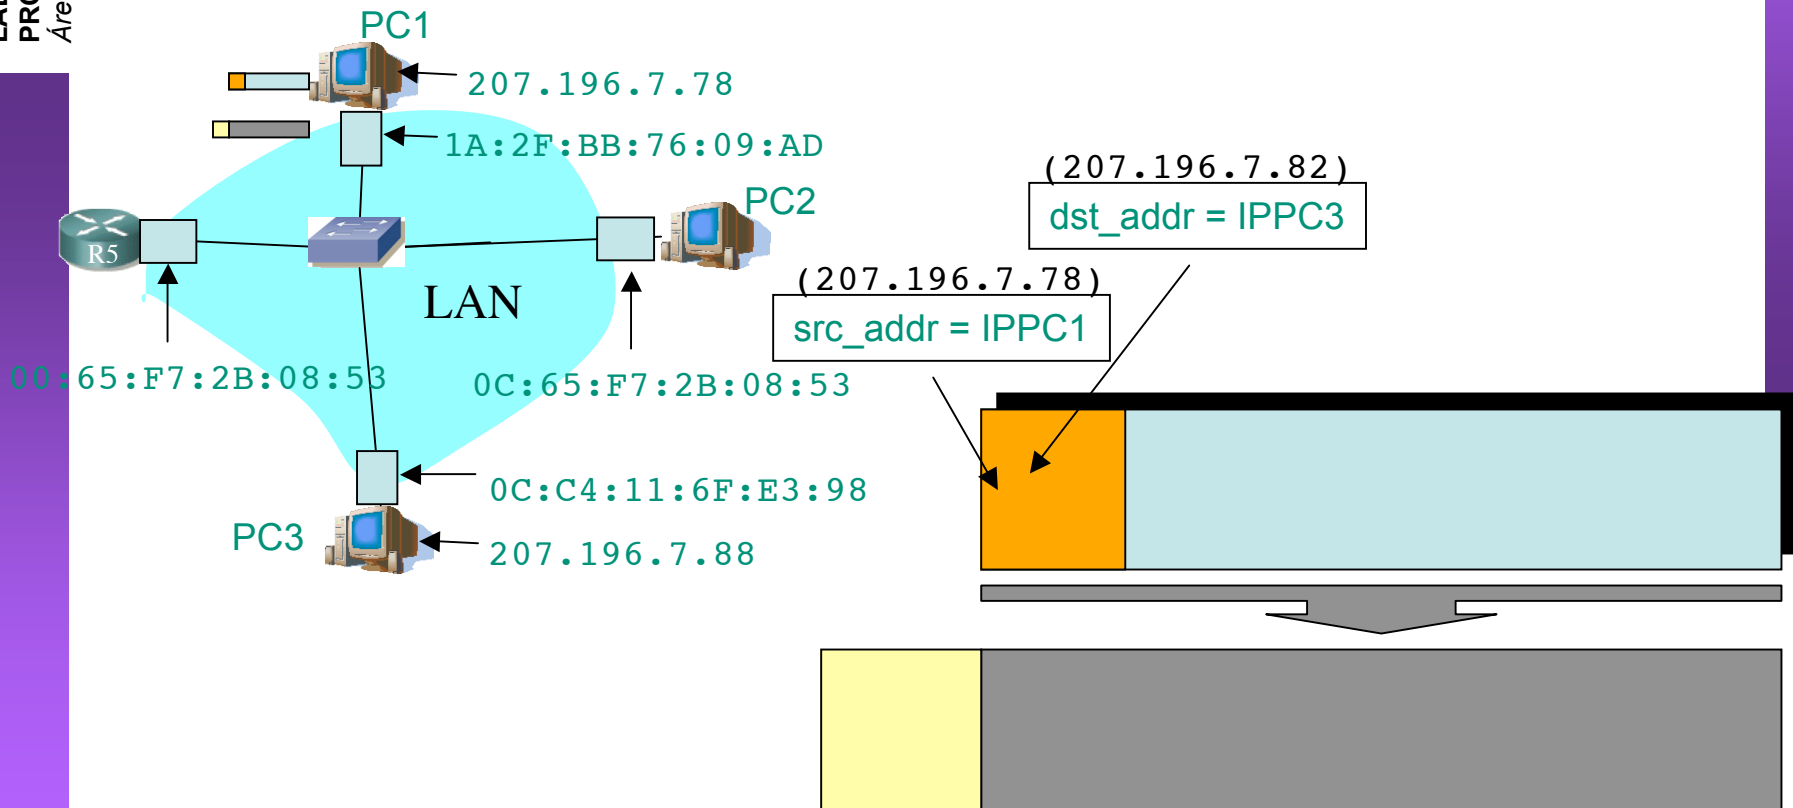 PRO
Áre
PC1
207.196.7.78
1A:2F:BB:76:09:AD
PC2
R5
LAN
00:65:F7:2B:08:53
0C:65:F7:2B:08:53
0C:C4:11:6F:E3:98
PC3
207.196.7.88
(207.196.7.82)
dst_addr = IPPC3
(207.196.7.78)
src_addr = IPPC1